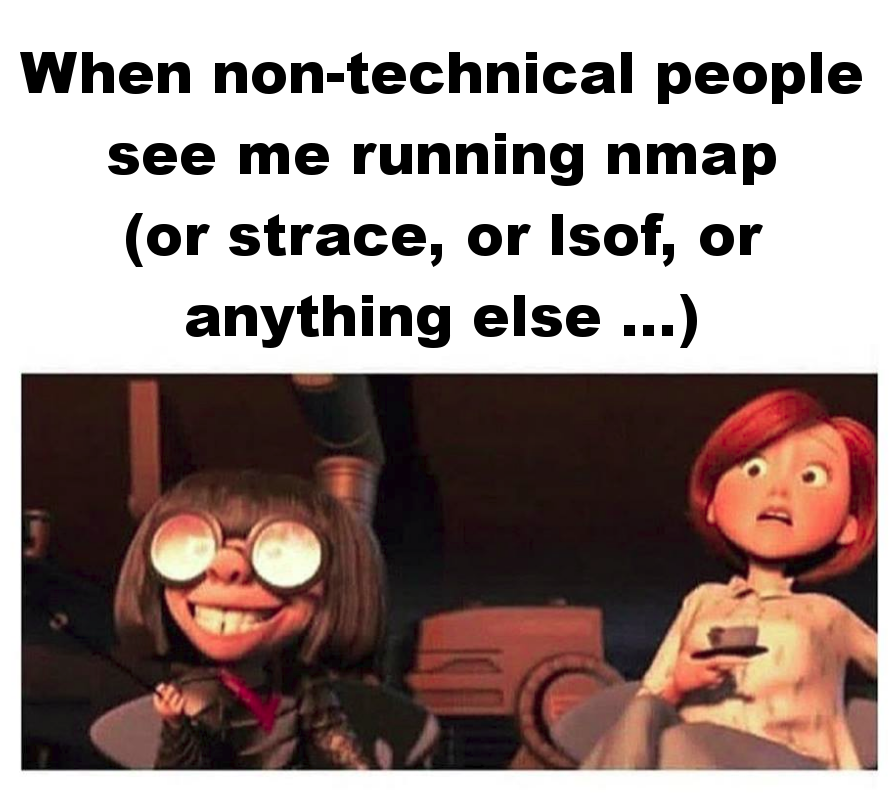 When non-technical people
see me running nmap
(or strace, or lsof, or
anything else ...)